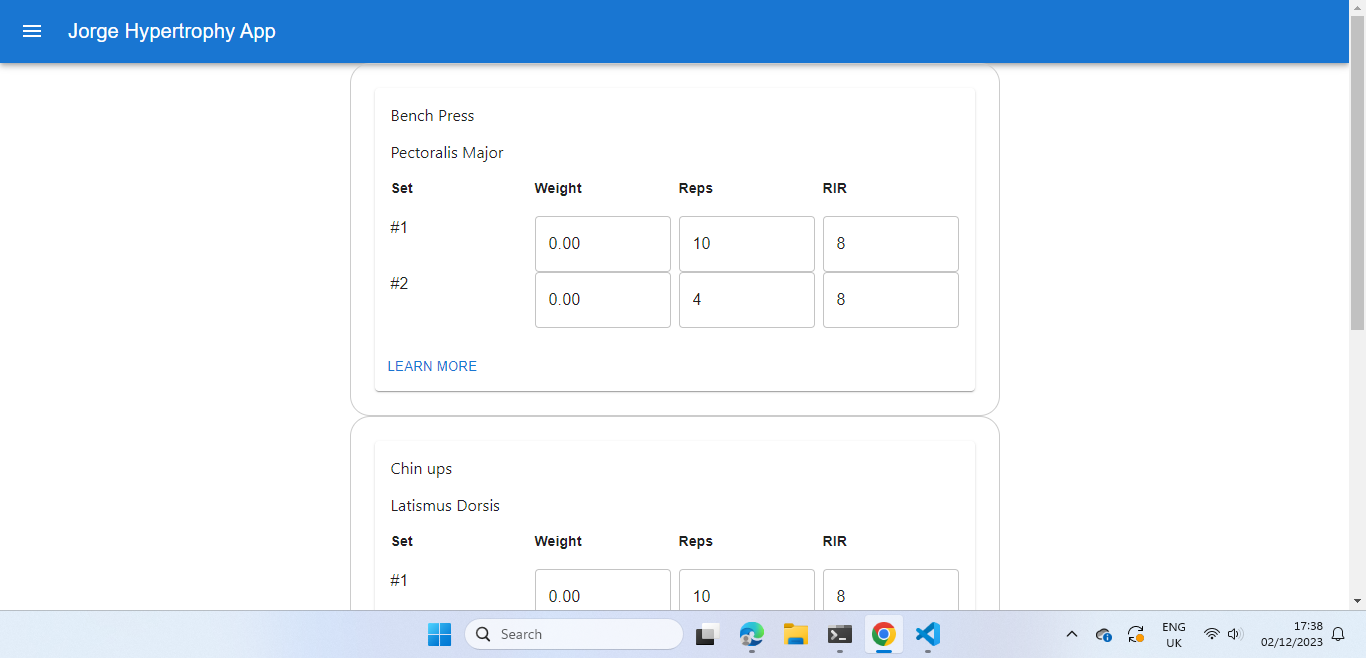 Jorge Hypertrophy App
Bench Press
Pectoralis Major
Set Weight Reps RIR
#1 0.00 10 8
#2 0.00 4 8
LEARN MORE
Chin ups
Latismus Dorsis
Set Weight Reps RIR
#1 0.00 10 8
Search
ENG
UK
17:38
02/12/2023